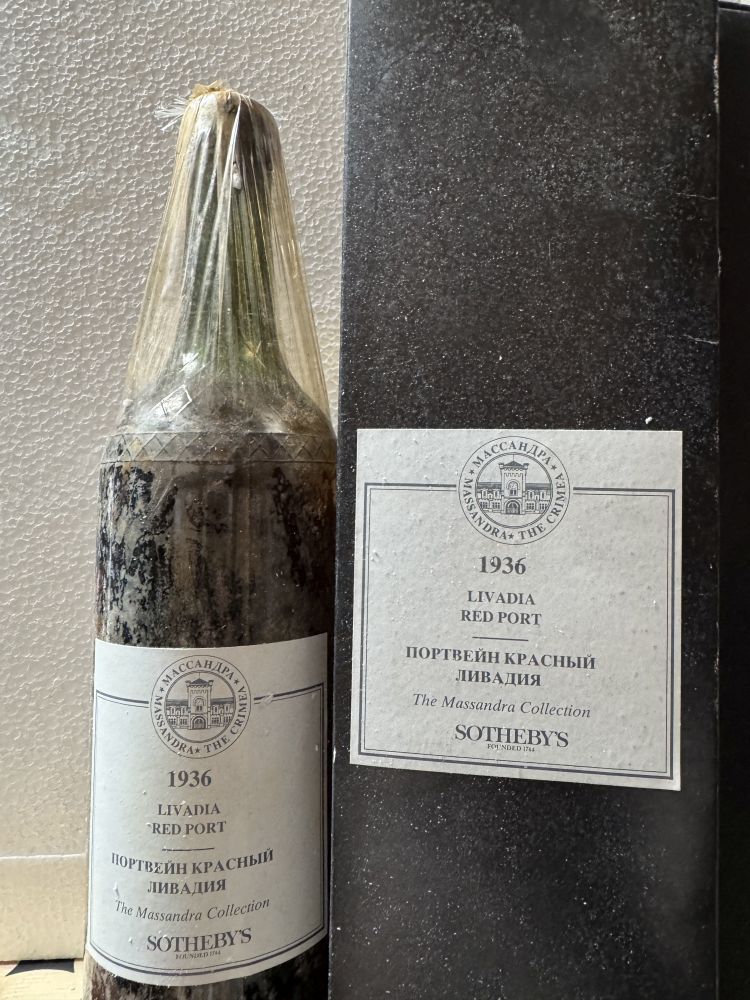 МАССАНДРА
MASSANDRA ★ THE CRIMEA
1936
LIVADIA
RED PORT
ПОРТВЕЙН КРАСНЫЙ
ЛИВАДИЯ
The Massandra Collection
SOTHEBY'S
FOUNDED 1744
МАССАНДРА
MASSANDRA ★ THE CRIMEA
1936
LIVADIA
RED PORT
ПОРТВЕЙН КРАСНЫЙ
ЛИВАДИЯ
The Massandra Collection
SOTHEBY'S
FOUNDED 1744